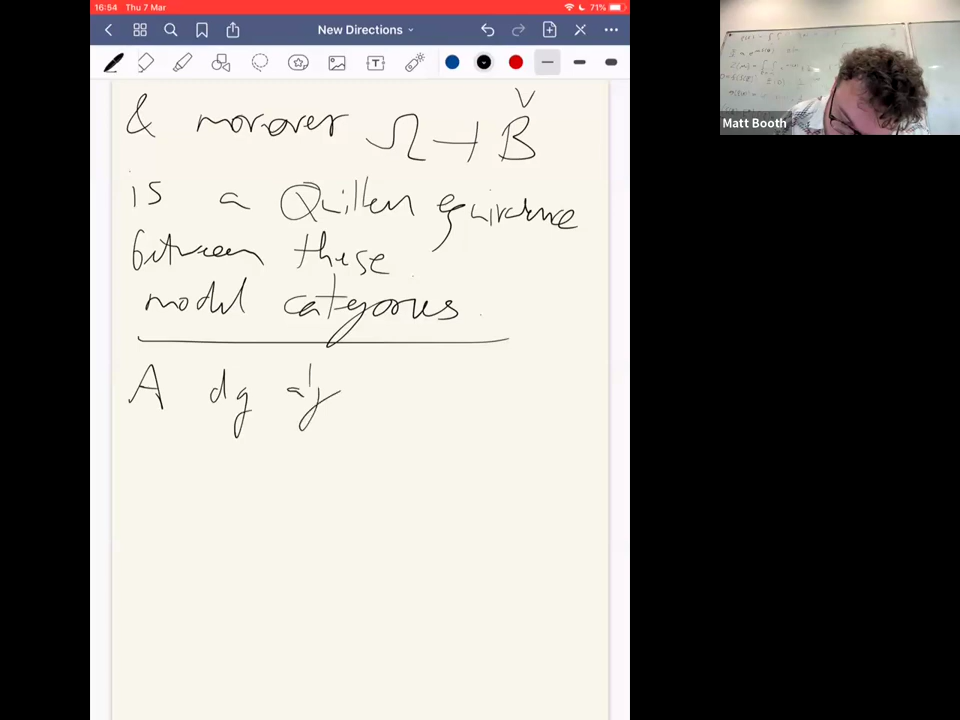 16:54 Thu 7 Mar
71%
New Directions
& moreover Ω ⊣ B̌
is a Quillen equivalence
between these
model categories.
A dg alg
Matt Booth